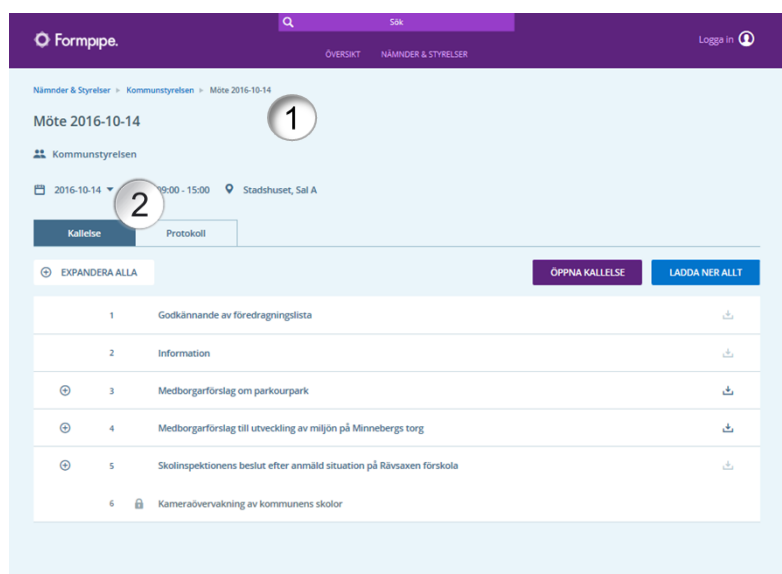 Sök
Formpipe.
Logga in
ÖVERSIKT NÄMNDER & STYRELSER
Nämnder & Styrelser » Kommunstyrelsen » Möte 2016-10-14
1
Möte 2016-10-14
Kommunstyrelsen
2016-10-14 09:00 - 15:00 Stadshuset, Sal A
2
Kallelse Protokoll
EXPANDERA ALLA ÖPPNA KALLELSE LADDA NER ALLT
1 Godkännande av föredragningslista
2 Information
3 Medborgarförslag om parkourpark
4 Medborgarförslag till utveckling av miljön på Minnebergs torg
5 Skolinspektionens beslut efter anmäld situation på Rävsaxen förskola
6 Kameraövervakning av kommunens skolor